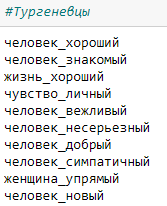 #Тургеневцы
человек_хороший
человек_знакомый
жизнь_хороший
чувство_личный
человек_вежливый
человек_несерьезный
человек_добрый
человек_симпатичный
женщина_упрямый
человек_новый